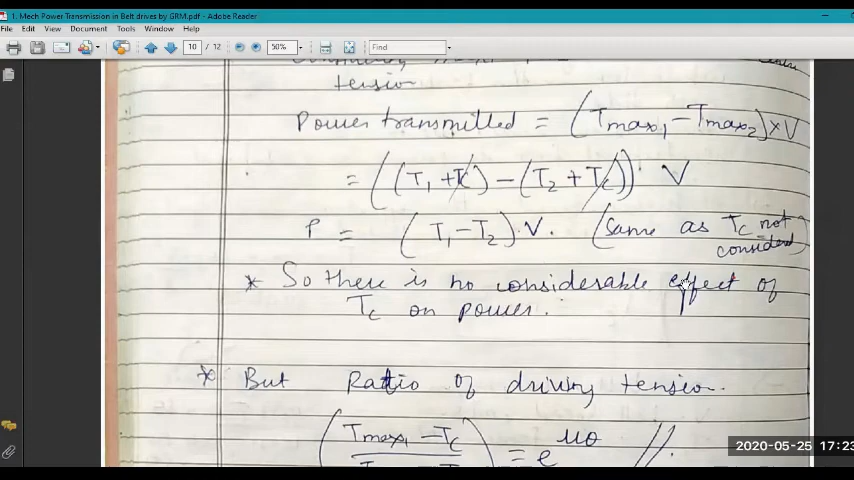 1. Mech Power Transmission in Belt drives by GRM.pdf - Adobe Reader
File Edit View Document Tools Window Help
10 / 12 50% Find
tension
Power transmitted = (Tmax1 - Tmax2) × V
= ((T1 + Tc) - (T2 + Tc)) · V
P = (T1 - T2) · V. (Same as Tc not
considered)
* So there is no considerable effect of
Tc on power.
* But Ratio of driving tension.
(Tmax1 - Tc
= e^μθ //.
2020-05-25 17:23